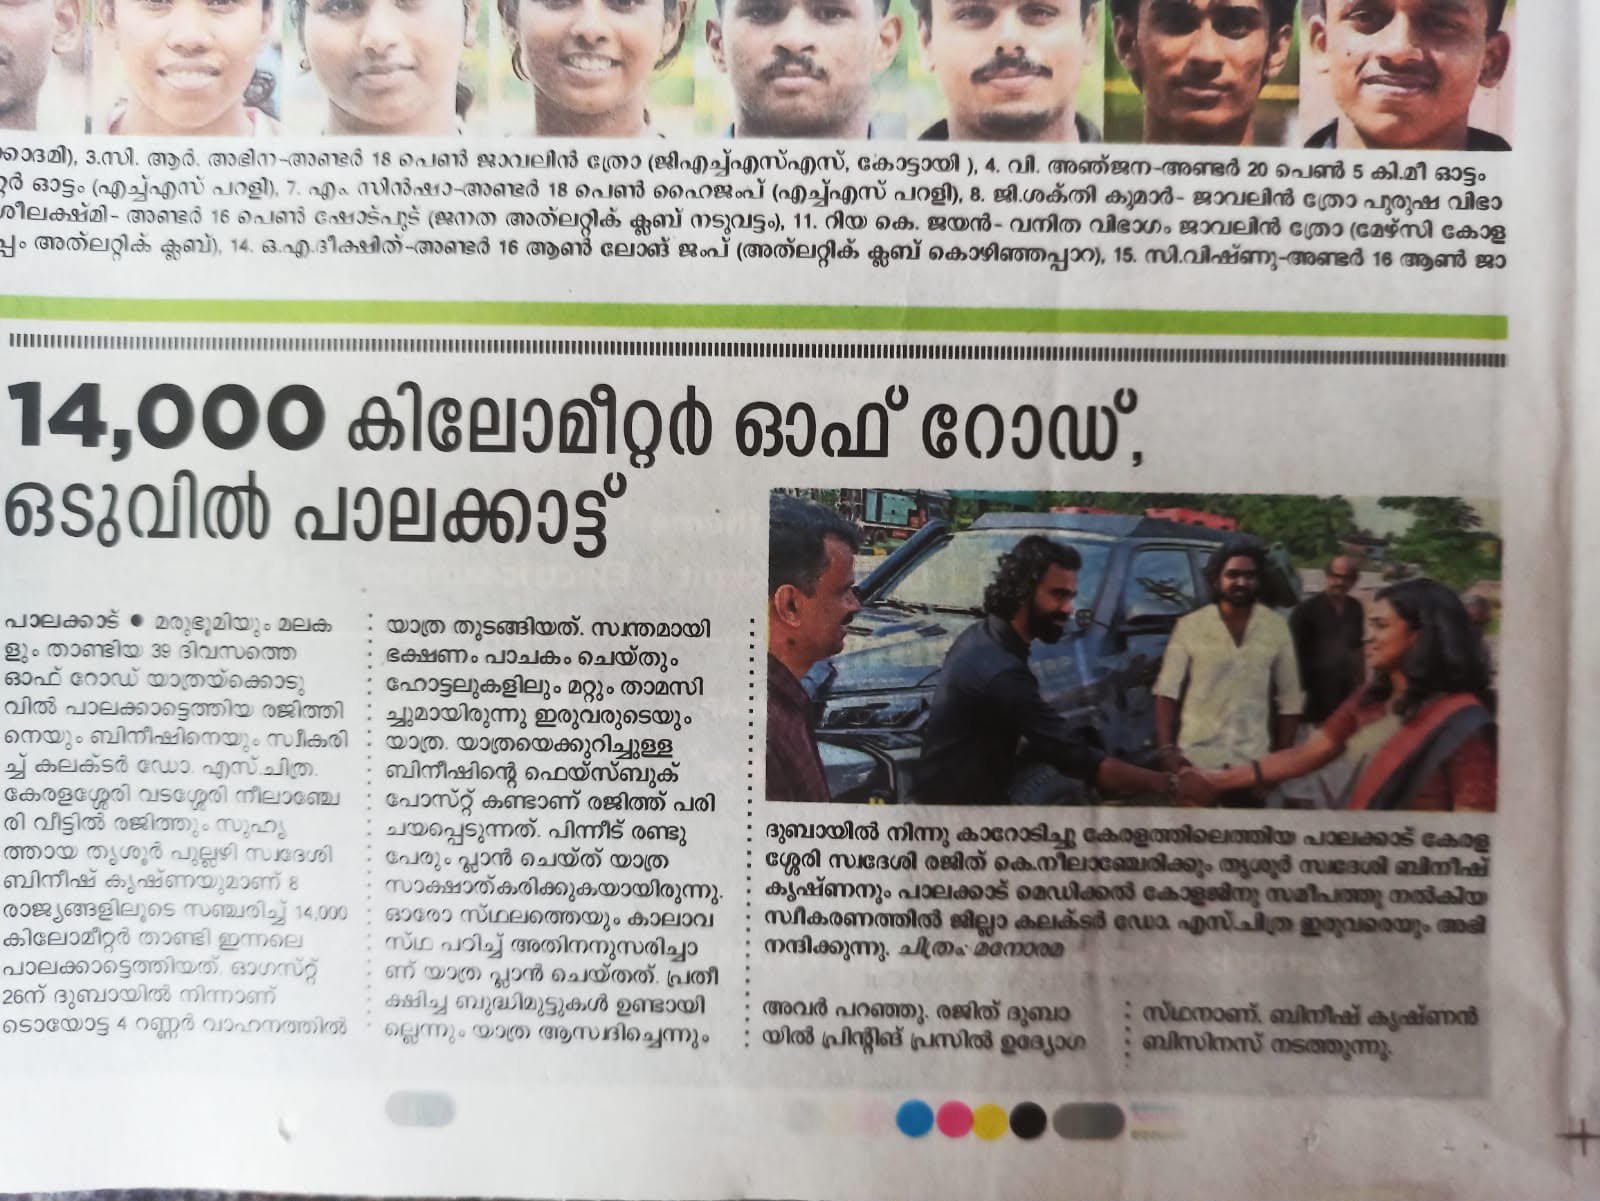 ാദമി), 3.സി. ആർ. അഭിന-അണ്ടർ 18 പെൺ ജാവലിൻ ത്രോ (ജിഎച്ച്എസ്എസ്, കോട്ടായി ), 4. വി. അഞ്ജന-അണ്ടർ 20 പെൺ 5 കി.മീ ഓട്ടം
ഓട്ടം (എച്ച്എസ് പറളി), 7. എം. സിൻഷാ-അണ്ടർ 18 പെൺ ഹൈജംപ് (എച്ച്എസ് പറളി), 8. ജി.ശക്തി കുമാർ- ജാവലിൻ ത്രോ പുരുഷ വിഭാ
ശീലക്ഷ്മി- അണ്ടർ 16 പെൺ ഷോട്പുട് (ജനത അത്‌ലറ്റിക് ക്ലബ് നടുവട്ടം), 11. റിയ കെ. ജയൻ- വനിത വിഭാഗം ജാവലിൻ ത്രോ (മേഴ്സി കോള
പ്പം അത്‌ലറ്റിക് ക്ലബ്), 14. ഒ.എ.ദീക്ഷിത്-അണ്ടർ 16 ആൺ ലോങ് ജംപ് (അത്‌ലറ്റിക് ക്ലബ് കൊഴിഞ്ഞപ്പാറ), 15. സി.വിഷ്ണു-അണ്ടർ 16 ആൺ ജാ
14,000 കിലോമീറ്റർ ഓഫ് റോഡ്,
ഒടുവിൽ പാലക്കാട്ട്
പാലക്കാട് ● മരുഭൂമിയും മലക
ളും താണ്ടിയ 39 ദിവസത്തെ
ഓഫ് റോഡ് യാത്രയ്ക്കൊടു
വിൽ പാലക്കാട്ടെത്തിയ രജിത്തി
നെയും ബിനീഷിനെയും സ്വീകരി
ച്ച് കലക്ടർ ഡോ. എസ്.ചിത്ര.
കേരളശ്ശേരി വടശ്ശേരി നീലാഞ്ചേ
രി വീട്ടിൽ രജിത്തും സുഹൃ
ത്തായ തൃശൂർ പുല്ലഴി സ്വദേശി
ബിനീഷ് കൃഷ്ണയുമാണ് 8
രാജ്യങ്ങളിലൂടെ സഞ്ചരിച്ച് 14,000
കിലോമീറ്റർ താണ്ടി ഇന്നലെ
പാലക്കാട്ടെത്തിയത്. ഓഗസ്റ്റ്
26ന് ദുബായിൽ നിന്നാണ്
ടൊയോട്ട 4 റണ്ണർ വാഹനത്തിൽ
യാത്ര തുടങ്ങിയത്. സ്വന്തമായി
ഭക്ഷണം പാചകം ചെയ്തും
ഹോട്ടലുകളിലും മറ്റും താമസി
ച്ചുമായിരുന്നു ഇരുവരുടെയും
യാത്ര. യാത്രയെക്കുറിച്ചുള്ള
ബിനീഷിന്റെ ഫെയ്സ്ബുക്
പോസ്റ്റ് കണ്ടാണ് രജിത്ത് പരി
ചയപ്പെടുന്നത്. പിന്നീട് രണ്ടു
പേരും പ്ലാൻ ചെയ്ത് യാത്ര
സാക്ഷാത്കരിക്കുകയായിരുന്നു.
ഓരോ സ്ഥലത്തെയും കാലാവ
സ്ഥ പഠിച്ച് അതിനനുസരിച്ചാ
ണ് യാത്ര പ്ലാൻ ചെയ്തത്. പ്രതീ
ക്ഷിച്ച ബുദ്ധിമുട്ടുകൾ ഉണ്ടായി
ല്ലെന്നും യാത്ര ആസ്വദിച്ചെന്നും
ദുബായിൽ നിന്നു കാറോടിച്ചു കേരളത്തിലെത്തിയ പാലക്കാട് കേരള
ശ്ശേരി സ്വദേശി രജിത് കെ.നീലാഞ്ചേരിക്കും തൃശൂർ സ്വദേശി ബിനീഷ്
കൃഷ്ണനും പാലക്കാട് മെഡിക്കൽ കോളജിനു സമീപത്തു നൽകിയ
സ്വീകരണത്തിൽ ജില്ലാ കലക്ടർ ഡോ. എസ്.ചിത്ര ഇരുവരെയും അഭി
നന്ദിക്കുന്നു. ചിത്രം: മനോരമ
അവർ പറഞ്ഞു. രജിത് ദുബാ
യിൽ പ്രിന്റിങ് പ്രസിൽ ഉദ്യോഗ
സ്ഥനാണ്. ബിനീഷ് കൃഷ്ണൻ
ബിസിനസ് നടത്തുന്നു.